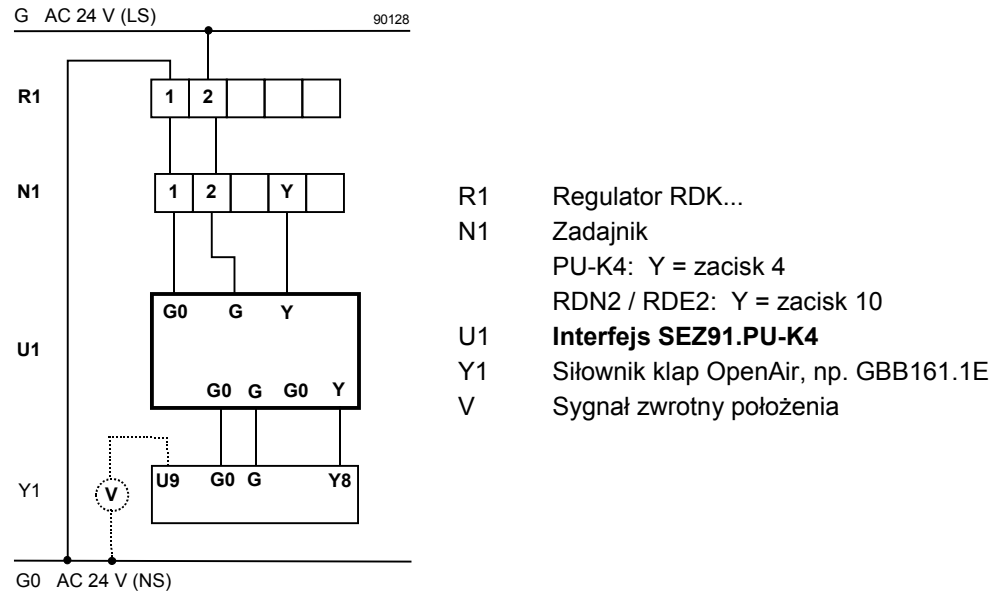 G AC 24 V (LS) 90128
R1 1 2
N1 1 2 Y
G0 G Y
U1
G0 G G0 Y
Y1 V U9 G0 G Y8
G0 AC 24 V (NS)
R1 Regulator RDK...
N1 Zadajnik
PU-K4: Y = zacisk 4
RDN2 / RDE2: Y = zacisk 10
U1 Interfejs SEZ91.PU-K4
Y1 Siłownik klap OpenAir, np. GBB161.1E
V Sygnał zwrotny położenia